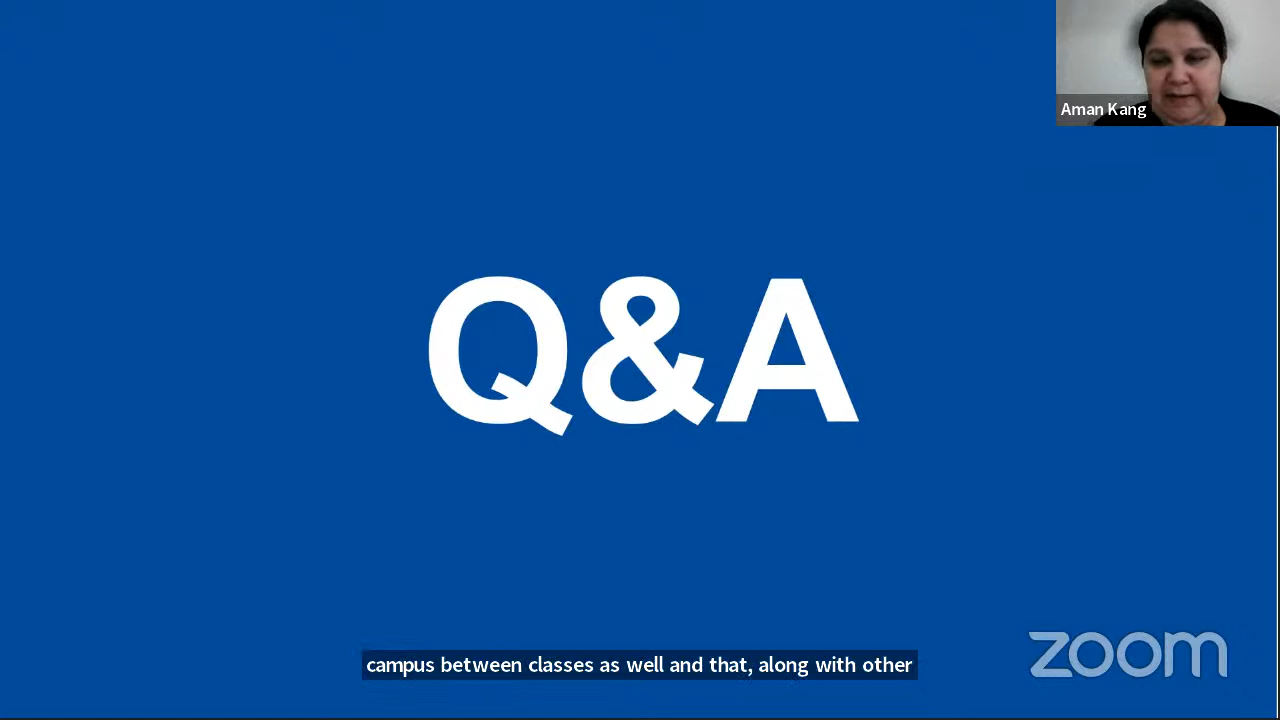 Aman Kang
Q&A
campus between classes as well and that, along with other
zoom